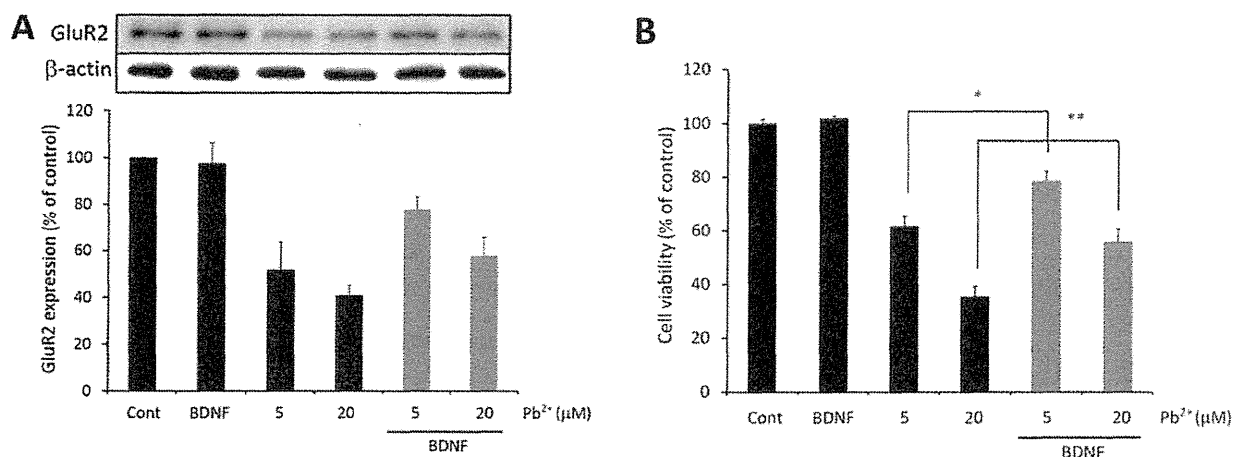 A
GluR2
β-actin
GluR2 expression (% of control)
120
100
80
60
40
20
0
Cont BDNF 5 20 5 20 Pb²⁺ (μM)
BDNF
B
Cell viability (% of control)
120
100
80
60
40
20
0
* 
**
Cont BDNF 5 20 5 20 Pb²⁺ (μM)
BDNF